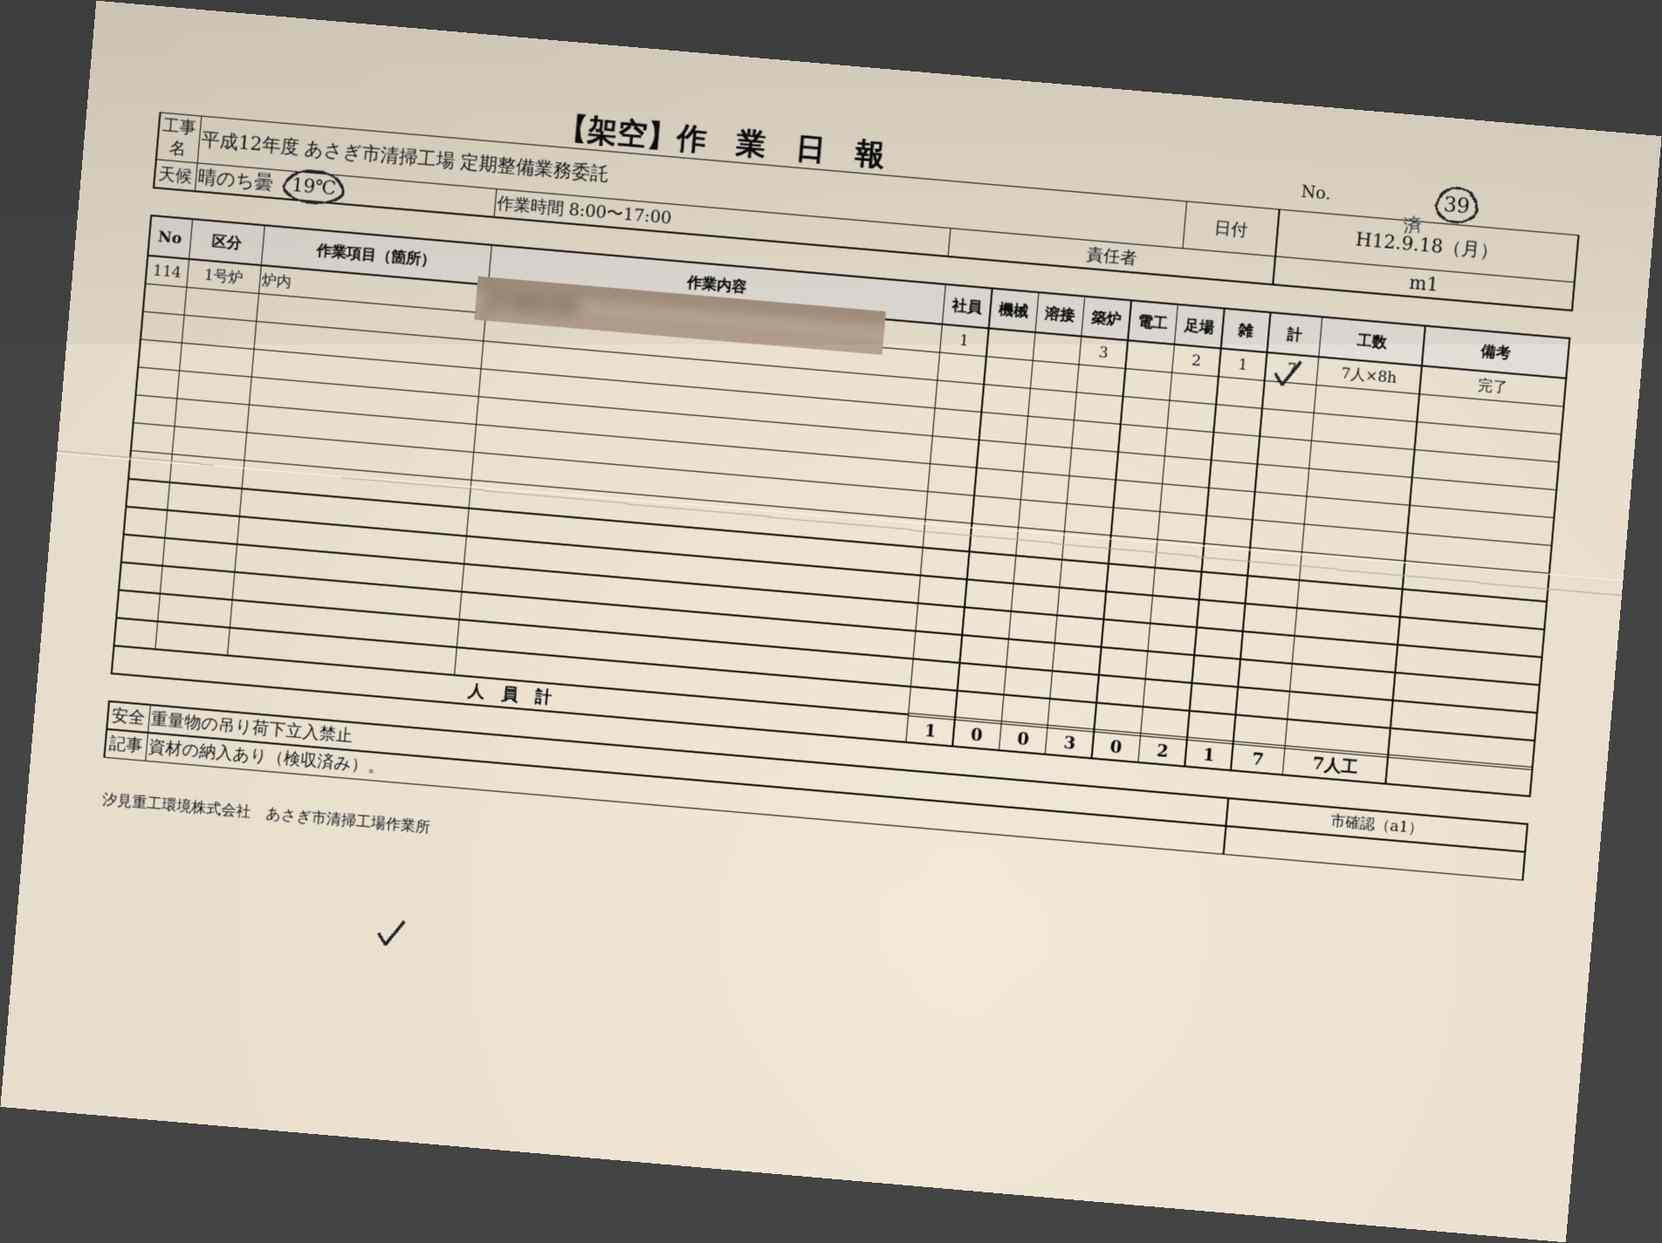 【架空】作 業 日 報
No. 39
工事名 平成12年度 あさぎ市清掃工場 定期整備業務委託 日付 H12.9.18（月）
済
天候 晴のち曇 19℃ 作業時間 8:00〜17:00 責任者 m1
No 区分 作業項目（箇所） 作業内容 社員 機械 溶接 築炉 電工 足場 雑 計 工数 備考
114 1号炉 炉内 1 3 2 1 7人×8h 完了
人 員 計 1 0 0 3 0 2 1 7 7人工
安全 重量物の吊り荷下立入禁止 市確認（a1）
記事 資材の納入あり（検収済み）。
汐見重工環境株式会社 あさぎ市清掃工場作業所